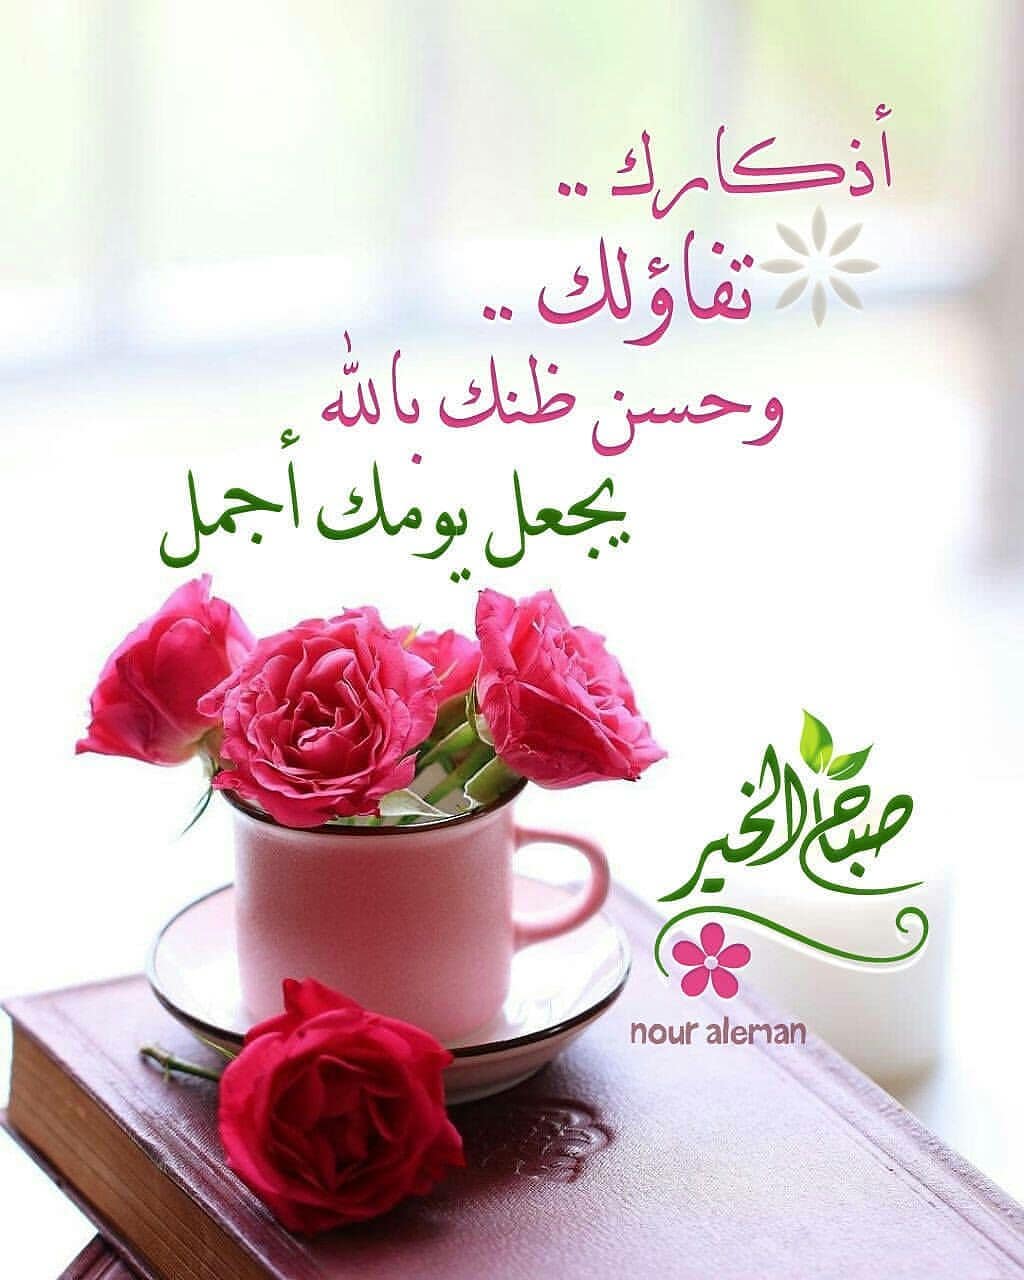 أذكارك ..
تفاؤلك ..
وحسن ظنك بالله
يجعل يومك أجمل
صباح الخير
nour aleman